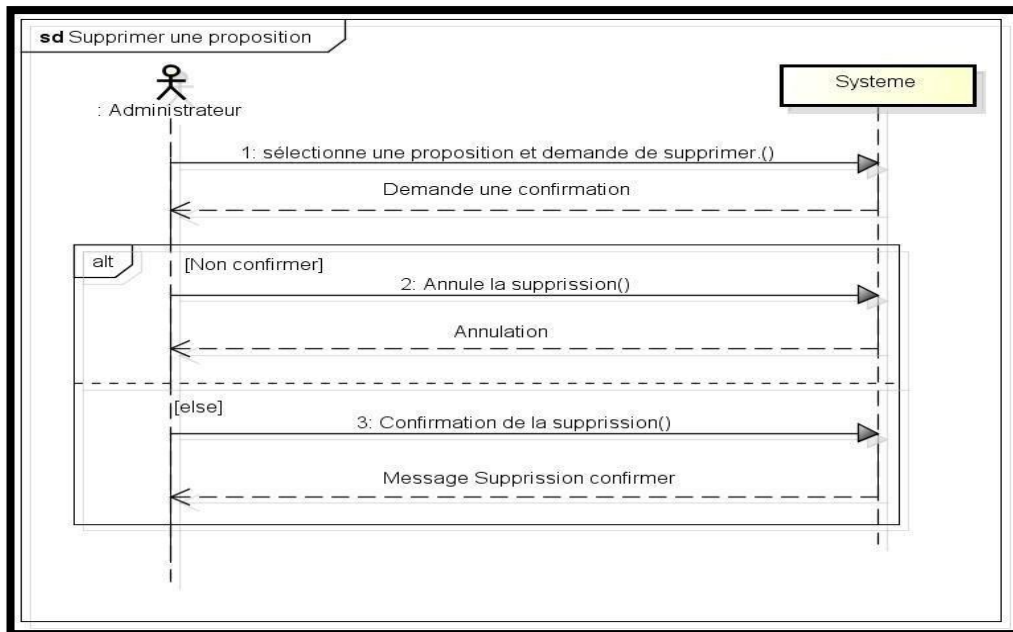 sd Supprimer une proposition
: Administrateur
Systeme
1: sélectionne une proposition et demande de supprimer.()
Demande une confirmation
alt
[Non confirmer]
2: Annule la supprission()
Annulation
[else]
3: Confirmation de la supprission()
Message Supprission confirmer